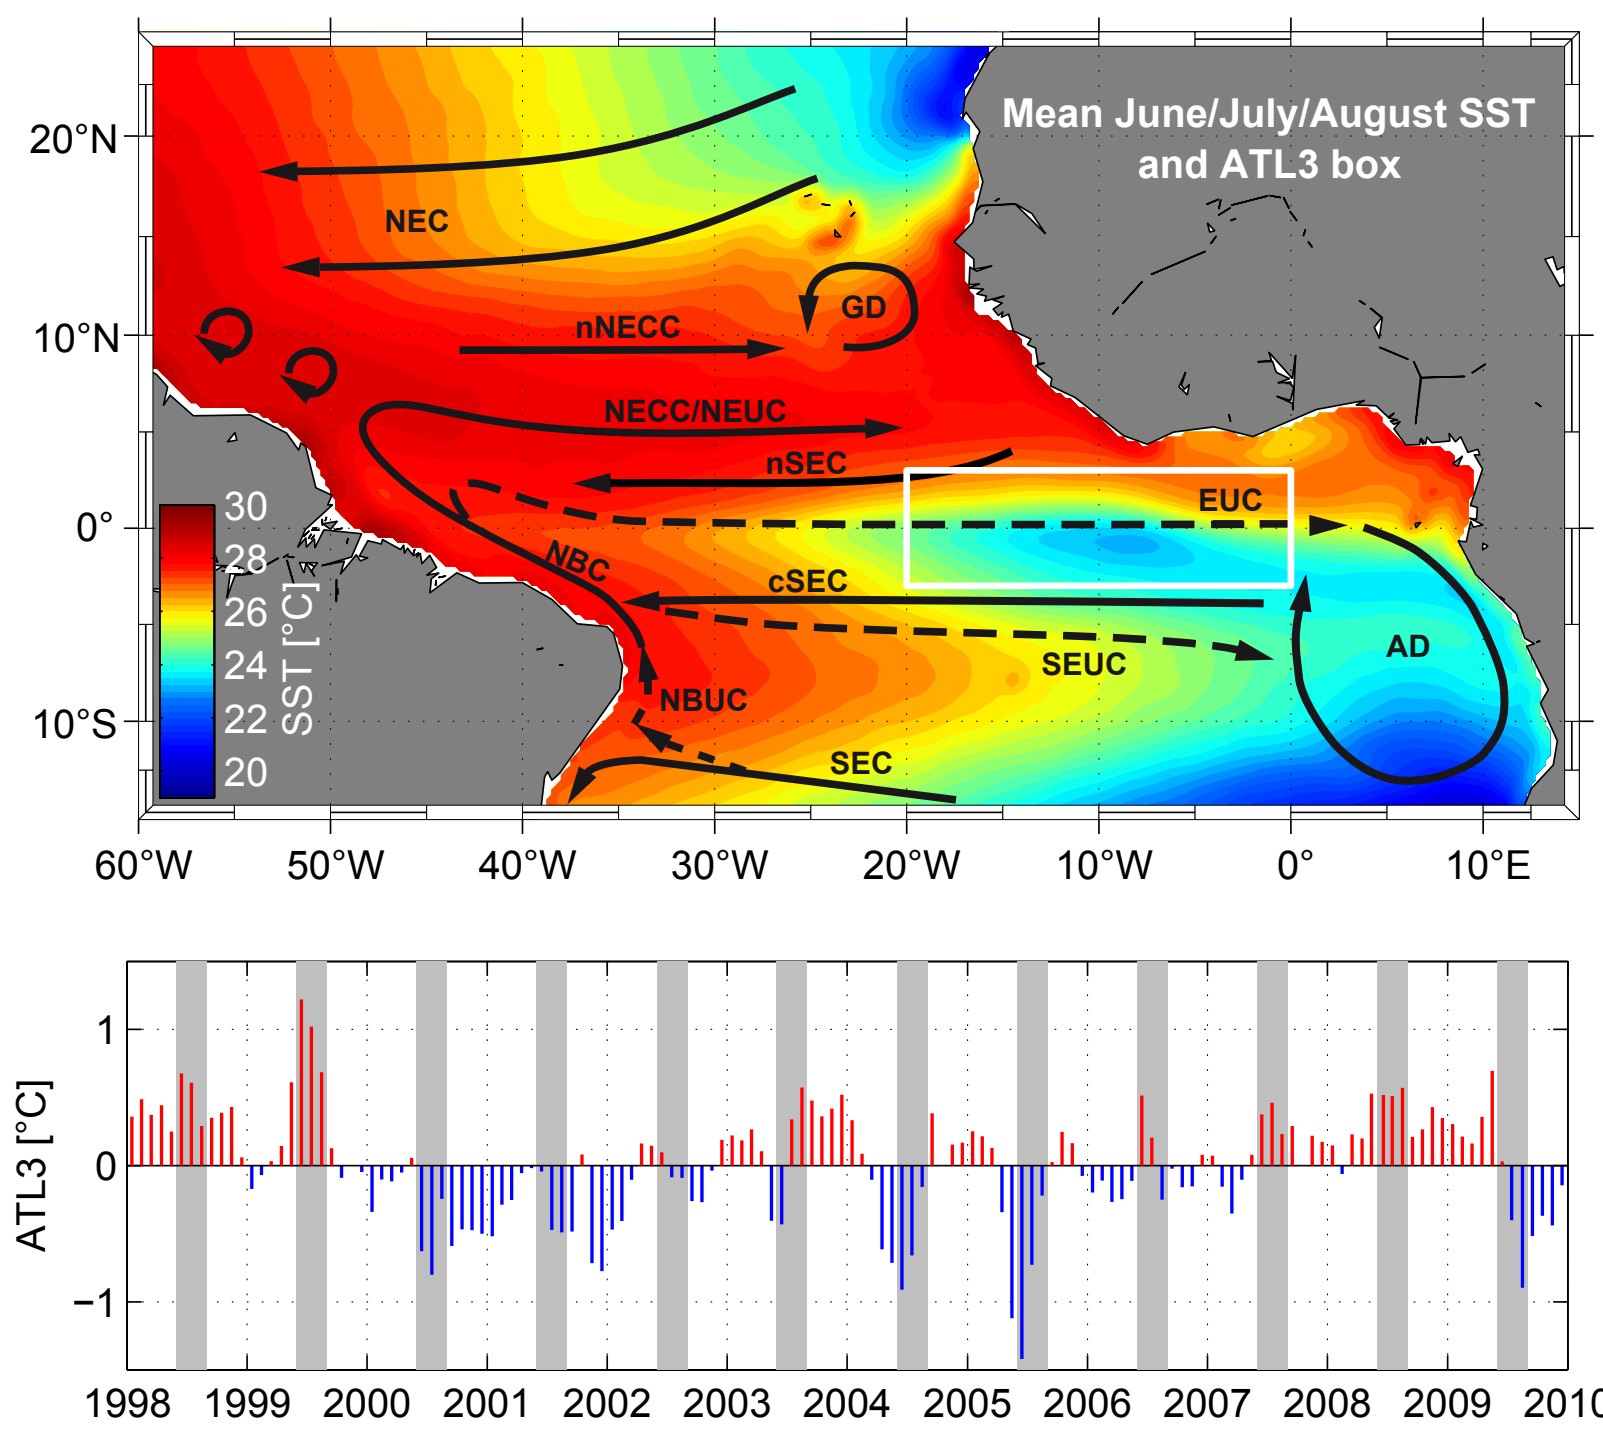 Mean June/July/August SST
and ATL3 box
20°N
NEC
GD
10°N
nNECC
NECC/NEUC
nSEC
EUC
0°
NBC
cSEC
SEUC
AD
NBUC
10°S
SEC
30
28
26
24
22
20
SST [°C]
60°W 50°W 40°W 30°W 20°W 10°W 0° 10°E
ATL3 [°C]
1
0
−1
1998 1999 2000 2001 2002 2003 2004 2005 2006 2007 2008 2009 2010